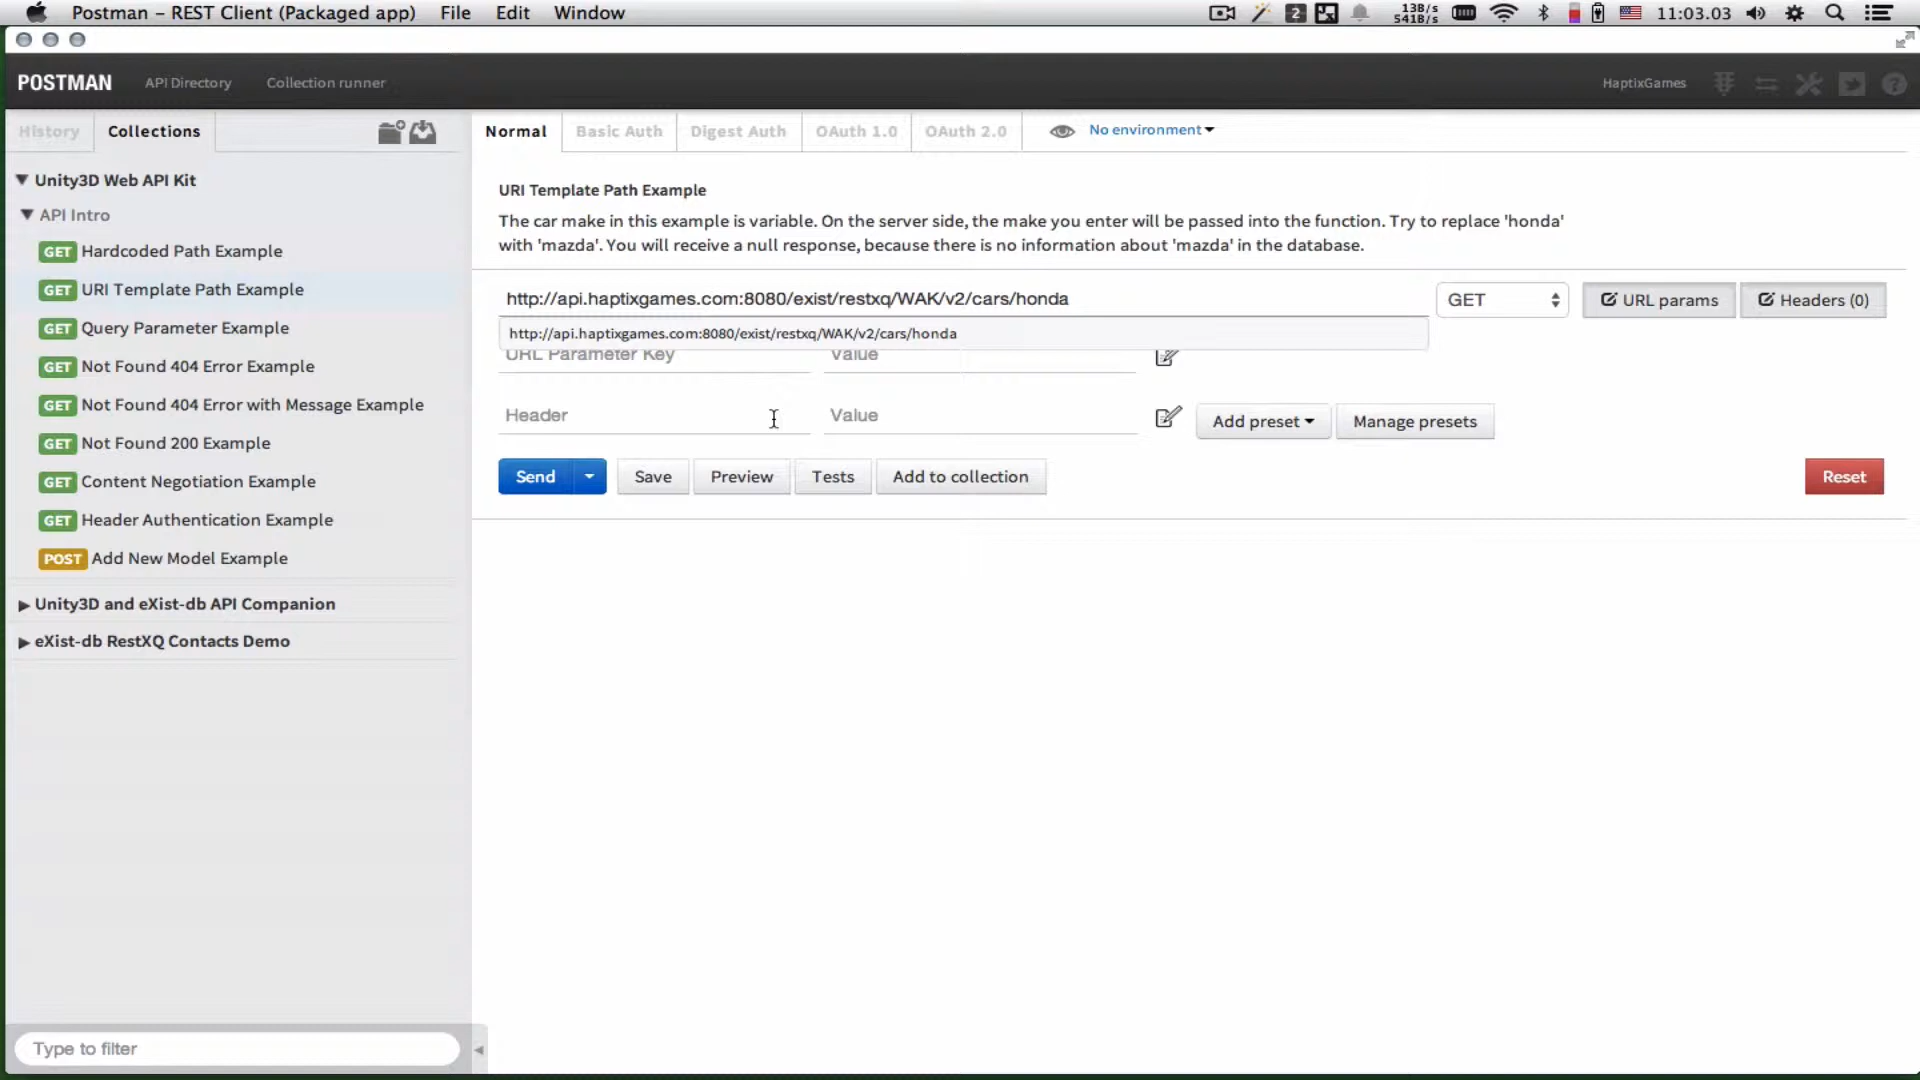 Postman – REST Client (Packaged app) File Edit Window
2
13B/s
541B/s
11:03.03
POSTMAN API Directory Collection runner HaptixGames
History Collections
Normal Basic Auth Digest Auth OAuth 1.0 OAuth 2.0 No environment
Unity3D Web API Kit
API Intro
GET Hardcoded Path Example
GET URI Template Path Example
GET Query Parameter Example
GET Not Found 404 Error Example
GET Not Found 404 Error with Message Example
GET Not Found 200 Example
GET Content Negotiation Example
GET Header Authentication Example
POST Add New Model Example
Unity3D and eXist-db API Companion
eXist-db RestXQ Contacts Demo
Type to filter
URI Template Path Example
The car make in this example is variable. On the server side, the make you enter will be passed into the function. Try to replace 'honda'
with 'mazda'. You will receive a null response, because there is no information about 'mazda' in the database.
http://api.haptixgames.com:8080/exist/restxq/WAK/v2/cars/honda GET URL params Headers (0)
http://api.haptixgames.com:8080/exist/restxq/WAK/v2/cars/honda
URL Parameter Key Value
Header Value Add preset Manage presets
Send Save Preview Tests Add to collection Reset